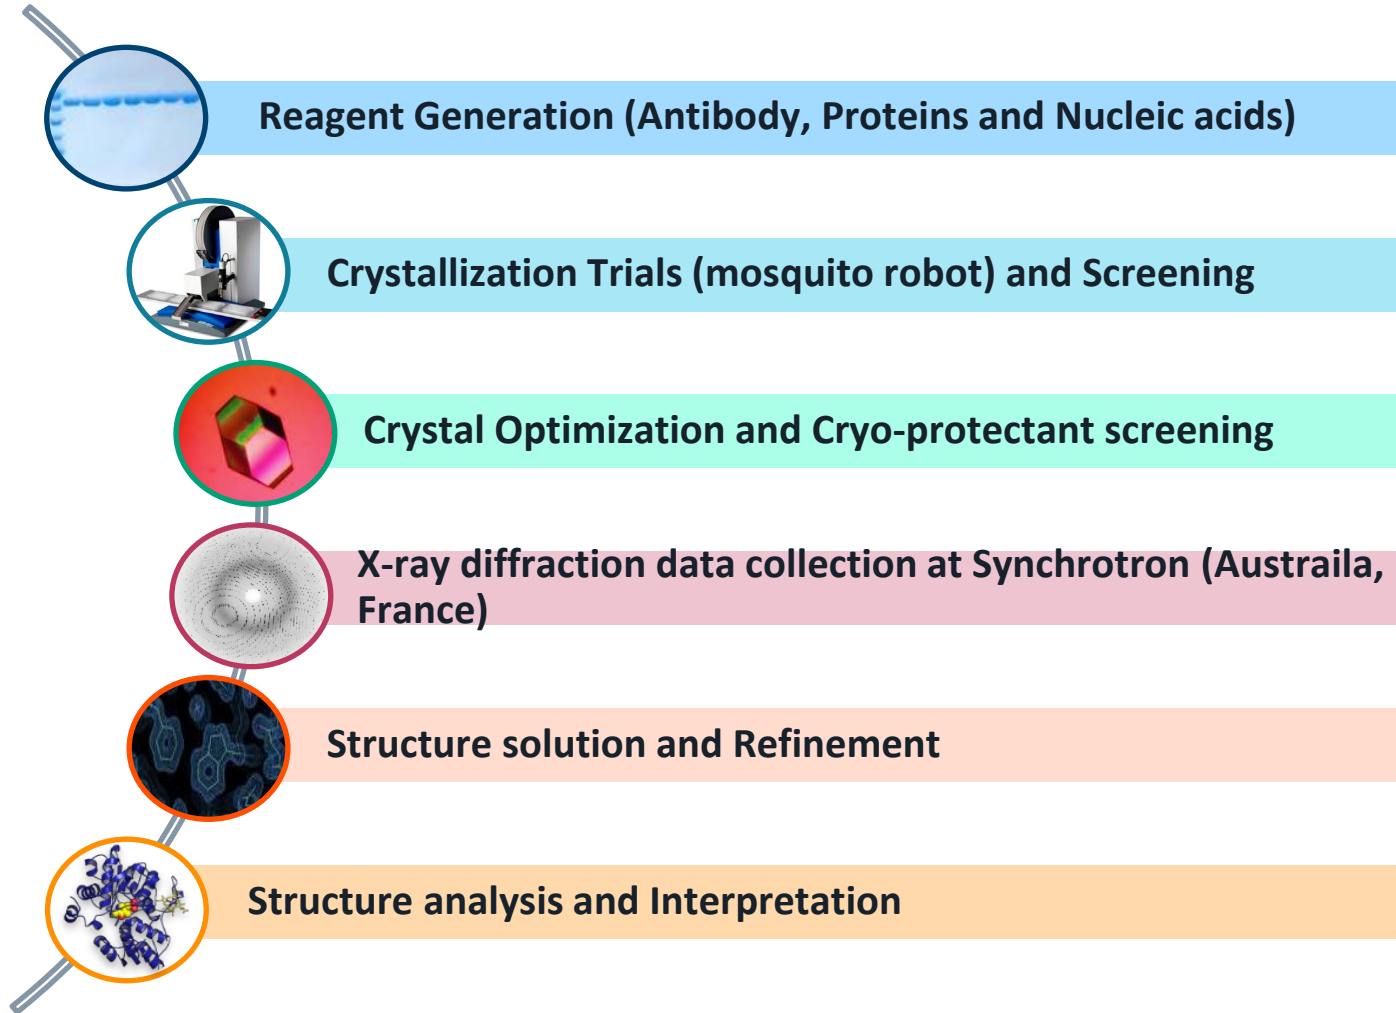 Reagent Generation (Antibody, Proteins and Nucleic acids)
Crystallization Trials (mosquito robot) and Screening
Crystal Optimization and Cryo-protectant screening
X-ray diffraction data collection at Synchrotron (Austraila,
France)
Structure solution and Refinement
Structure analysis and Interpretation